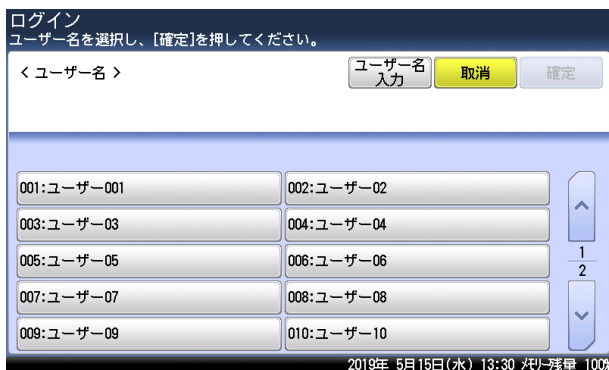 ログイン
ユーザー名を選択し、[確定]を押してください。
< ユーザー名 >
ユーザー名
入力
取消
確定
001:ユーザー001
002:ユーザー02
003:ユーザー03
004:ユーザー04
005:ユーザー05
006:ユーザー06
1
2
007:ユーザー07
008:ユーザー08
009:ユーザー09
010:ユーザー10
2019年 5月15日(水) 13:30 メモリー残量 100%